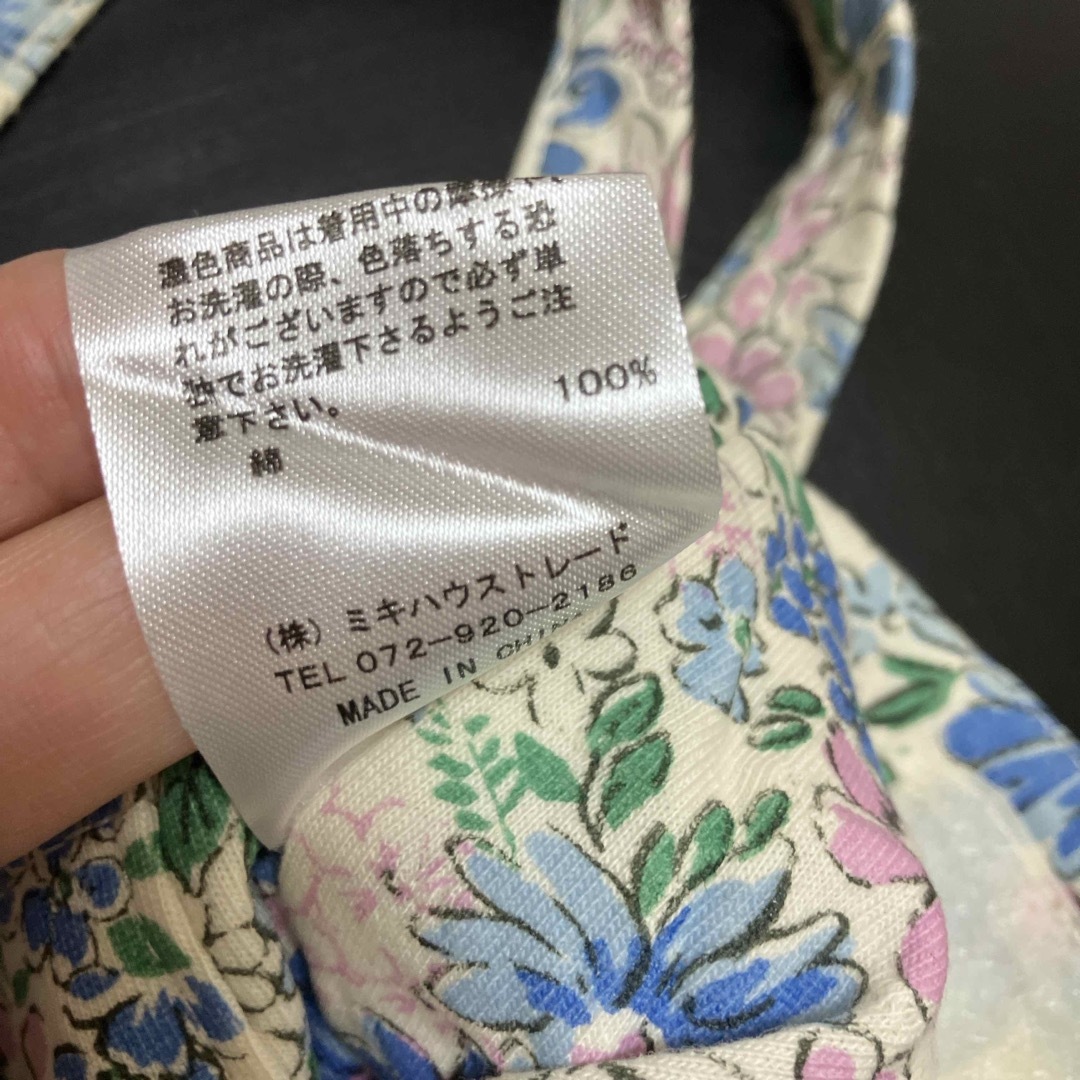 濃色商品は着用中の摩擦や
お洗濯の際、色落ちする恐
れがございますので必ず単
独でお洗濯下さるようご注
意下さい。
綿 100%
(株) ミキハウストレード
TEL 072-920-2186
MADE IN CHINA